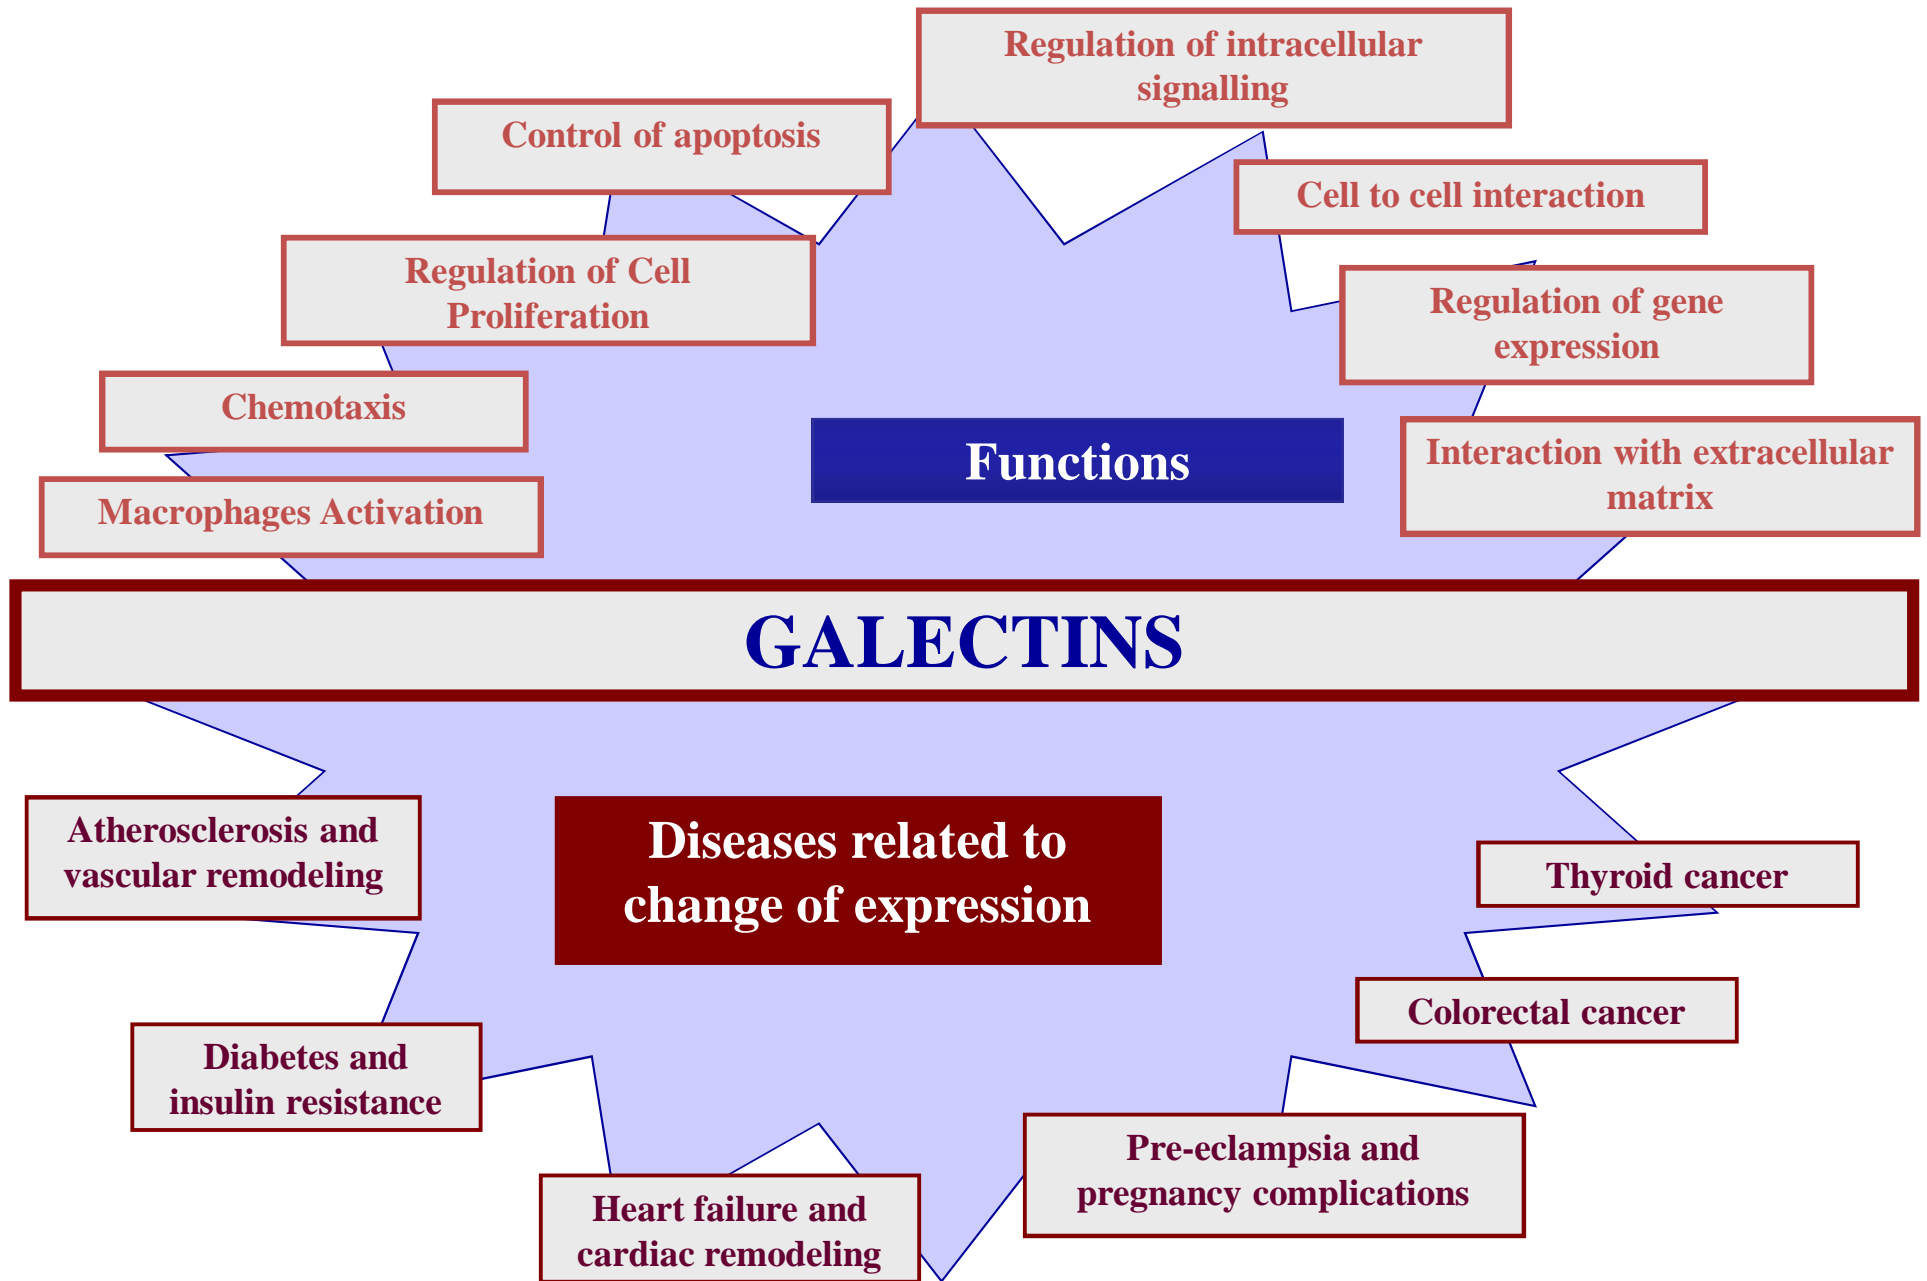 Regulation of intracellular
signalling
Control of apoptosis
Cell to cell interaction
Regulation of Cell
Proliferation
Regulation of gene
expression
Chemotaxis
Functions
Interaction with extracellular
matrix
Macrophages Activation
GALECTINS
Atherosclerosis and
vascular remodeling
Diseases related to
change of expression
Thyroid cancer
Colorectal cancer
Diabetes and
insulin resistance
Pre-eclampsia and
pregnancy complications
Heart failure and
cardiac remodeling